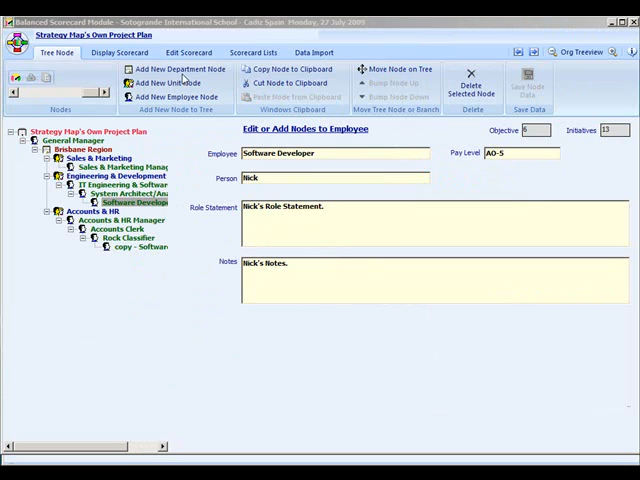 Balanced Scorecard Module - Sotogrande International School - Cadiz Spain Monday, 27 July 2009
Strategy Map's Own Project Plan
Tree Node Display Scorecard Edit Scorecard Scorecard Lists Data Import Org Treeview
Add New Department Node
Add New Unit Node
Add New Employee Node
Copy Node to Clipboard
Cut Node to Clipboard
Paste Node from Clipboard
Move Node on Tree
Bump Node Up
Bump Node Down
Delete
Selected Node
Save Node
Data
Nodes Add New Node to Tree Windows Clipboard Move Tree Node or Branch Delete Save Data
Strategy Map's Own Project Plan
General Manager
Brisbane Region
Sales & Marketing
Sales & Marketing Manag
Engineering & Development
IT Engineering & Softwar
System Architect/Ana
Software Develope
Accounts & HR
Accounts & HR Manager
Accounts Clerk
Rock Classifier
copy - Softwar
Edit or Add Nodes to Employee
Objective 6 Initiatives 13
Employee Software Developer Pay Level AO-5
Person Nick
Role Statement Nick's Role Statement.
Notes Nick's Notes.